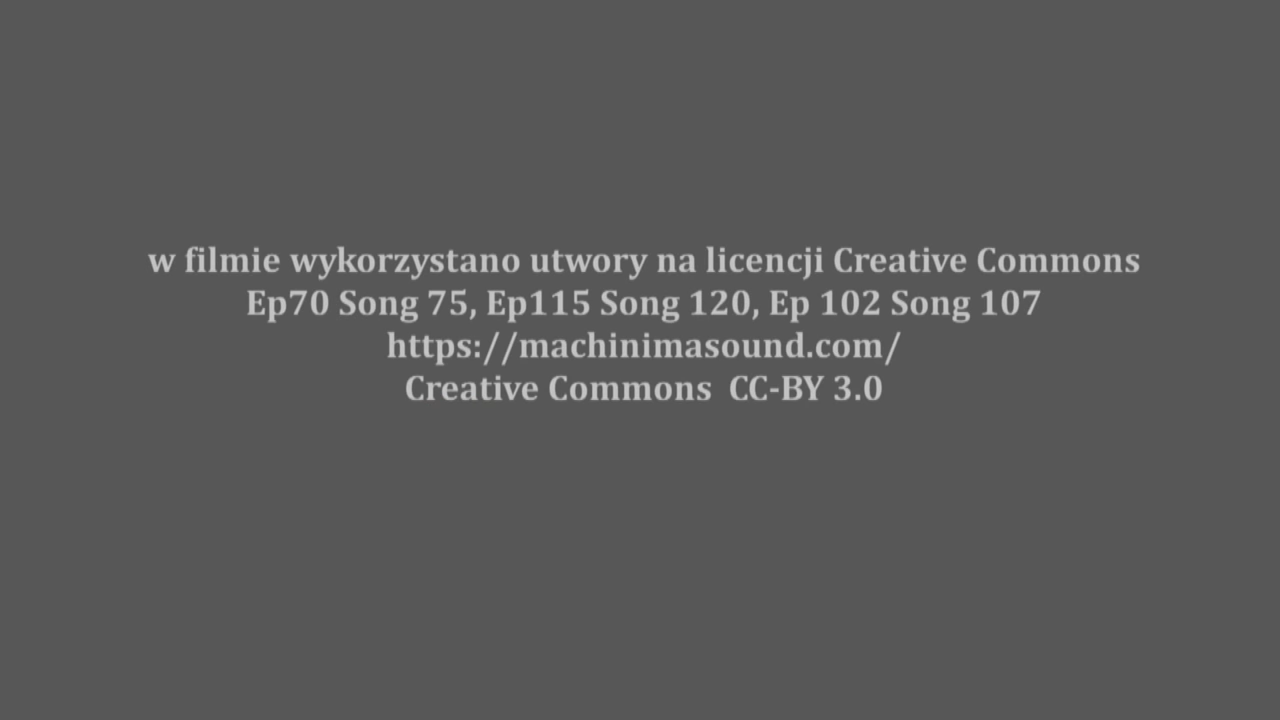 w filmie wykorzystano utwory na licencji Creative Commons
Ep70 Song 75, Ep115 Song 120, Ep 102 Song 107
https://machinimasound.com/
Creative Commons  CC-BY 3.0